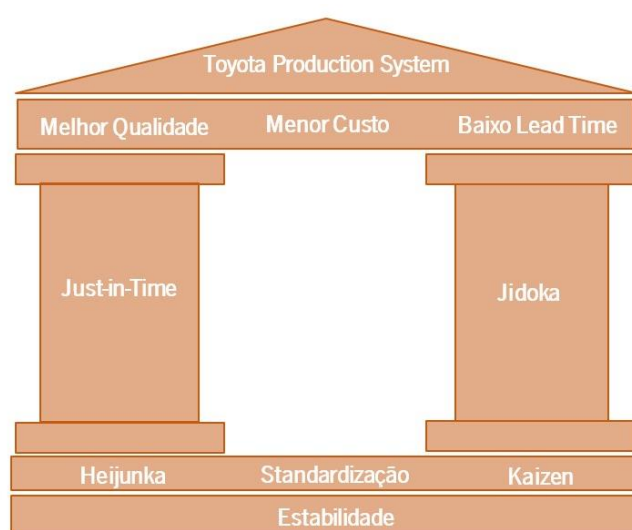 Toyota Production System
Melhor Qualidade Menor Custo Baixo Lead Time
Just-in-Time Jidoka
Heijunka Standardização Kaizen
Estabilidade